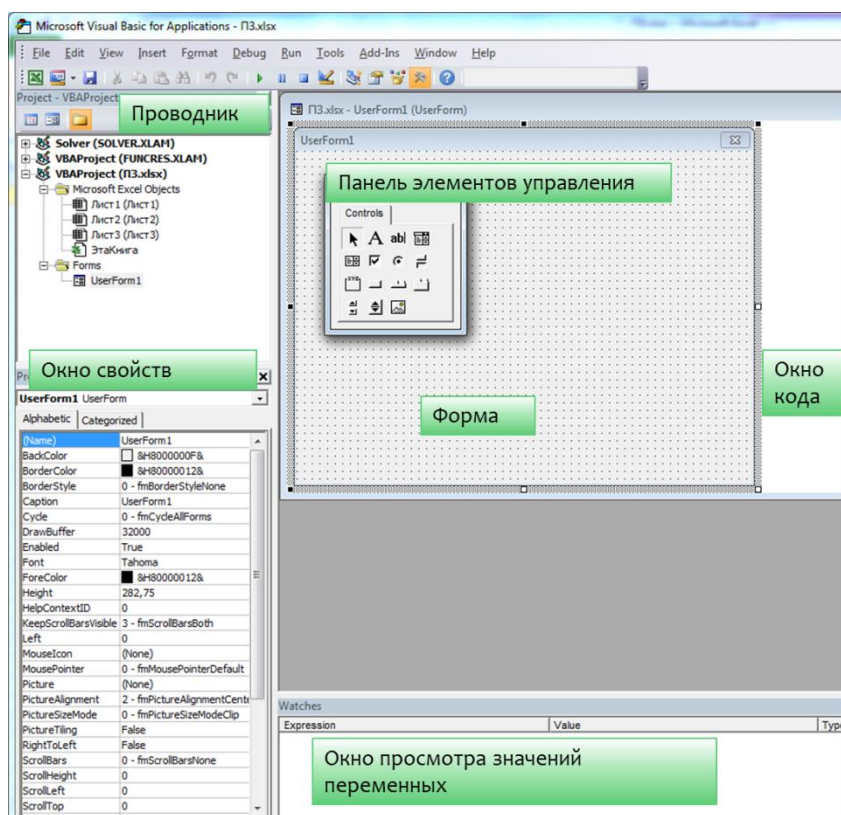 Microsoft Visual Basic for Applications - ПЗ.xlsx
File Edit View Insert Format Debug Run Tools Add-Ins Window Help
Project - VBAProject
Проводник
Solver (SOLVER.XLAM)
VBAProject (FUNCRES.XLAM)
VBAProject (ПЗ.xlsx)
Microsoft Excel Objects
Лист1 (Лист1)
Лист2 (Лист2)
Лист3 (Лист3)
ЭтаКнига
Forms
UserForm1
ПЗ.xlsx - UserForm1 (UserForm)
UserForm1
Панель элементов управления
Controls
A ab|
xyz
Форма
Окно
кода
Окно свойств
UserForm1 UserForm
Alphabetic Categorized
(Name) UserForm1
BackColor &H8000000F&
BorderColor &H80000012&
BorderStyle 0 - fmBorderStyleNone
Caption UserForm1
Cycle 0 - fmCycleAllForms
DrawBuffer 32000
Enabled True
Font Tahoma
ForeColor &H80000012&
Height 282,75
HelpContextID 0
KeepScrollBarsVisible 3 - fmScrollBarsBoth
Left 0
MouseIcon (None)
MousePointer 0 - fmMousePointerDefault
Picture (None)
PictureAlignment 2 - fmPictureAlignmentCente
PictureSizeMode 0 - fmPictureSizeModeClip
PictureTiling False
RightToLeft False
ScrollBars 0 - fmScrollBarsNone
ScrollHeight 0
ScrollLeft 0
ScrollTop 0
Watches
Expression Value Type
Окно просмотра значений
переменных